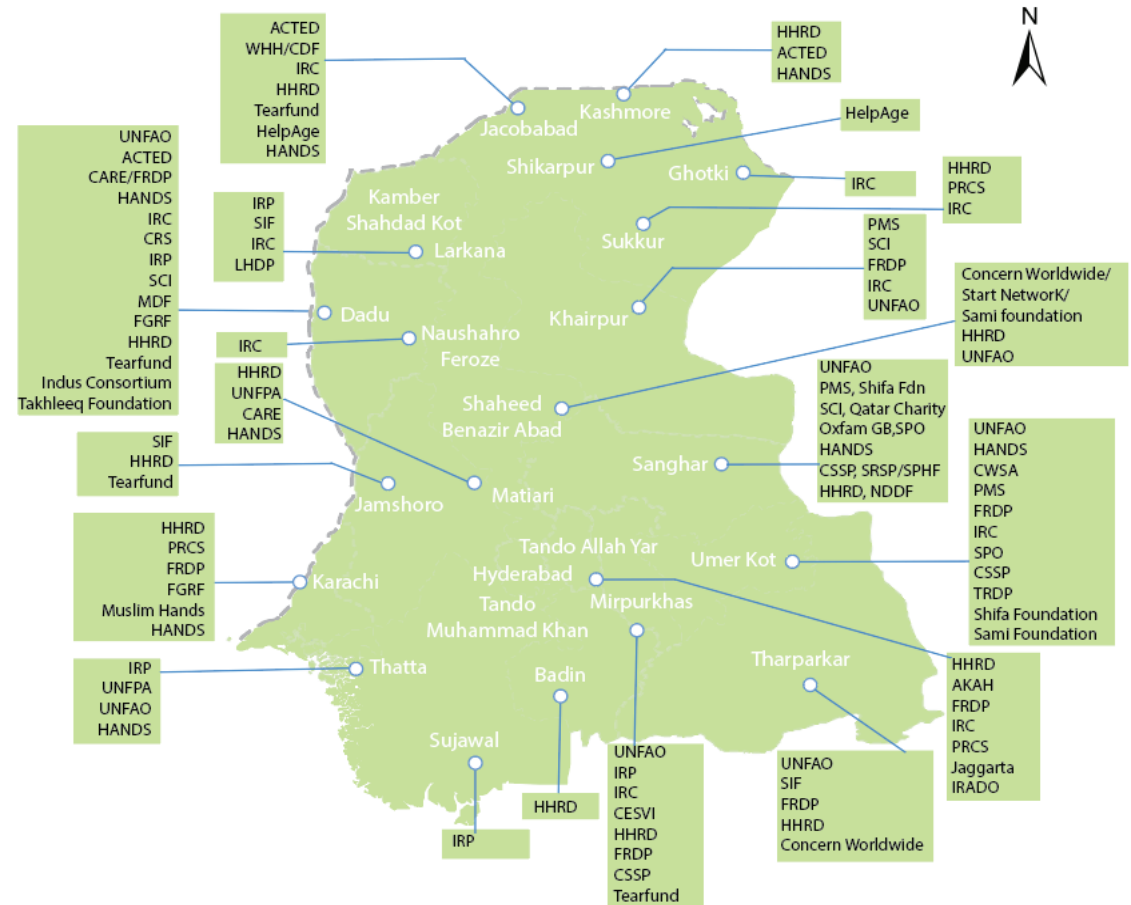 N
ACTED
WHH/CDF
IRC
HHRD
Tearfund
HelpAge
HANDS
HHRD
ACTED
HANDS
Kashmore
Jacobabad
HelpAge
Shikarpur
Ghotki
IRC
HHRD
PRCS
IRC
UNFAO
ACTED
CARE/FRDP
HANDS
IRC
CRS
IRP
SCI
MDF
FGRF
HHRD
Tearfund
Indus Consortium
Takhleeq Foundation
IRP
SIF
IRC
LHDP
Kamber
Shahdad Kot
Larkana
Sukkur
PMS
SCI
FRDP
IRC
UNFAO
Khairpur
Concern Worldwide/
Start NetworK/
Sami foundation
HHRD
UNFAO
Dadu
Naushahro
Feroze
IRC
HHRD
UNFPA
CARE
HANDS
Shaheed
Benazir Abad
UNFAO
PMS, Shifa Fdn
SCI, Qatar Charity
Oxfam GB,SPO
HANDS
CSSP, SRSP/SPHF
HHRD, NDDF
Sanghar
UNFAO
HANDS
CWSA
PMS
FRDP
IRC
SPO
CSSP
TRDP
Shifa Foundation
Sami Foundation
SIF
HHRD
Tearfund
Jamshoro
Matiari
HHRD
PRCS
FRDP
FGRF
Muslim Hands
HANDS
Karachi
Tando Allah Yar
Hyderabad
Umer Kot
Tando
Muhammad Khan
Mirpurkhas
IRP
UNFPA
UNFAO
HANDS
Thatta
Badin
Tharparkar
HHRD
AKAH
FRDP
IRC
PRCS
Jaggarta
IRADO
Sujawal
IRP
HHRD
UNFAO
IRP
IRC
CESVI
HHRD
FRDP
CSSP
Tearfund
UNFAO
SIF
FRDP
HHRD
Concern Worldwide